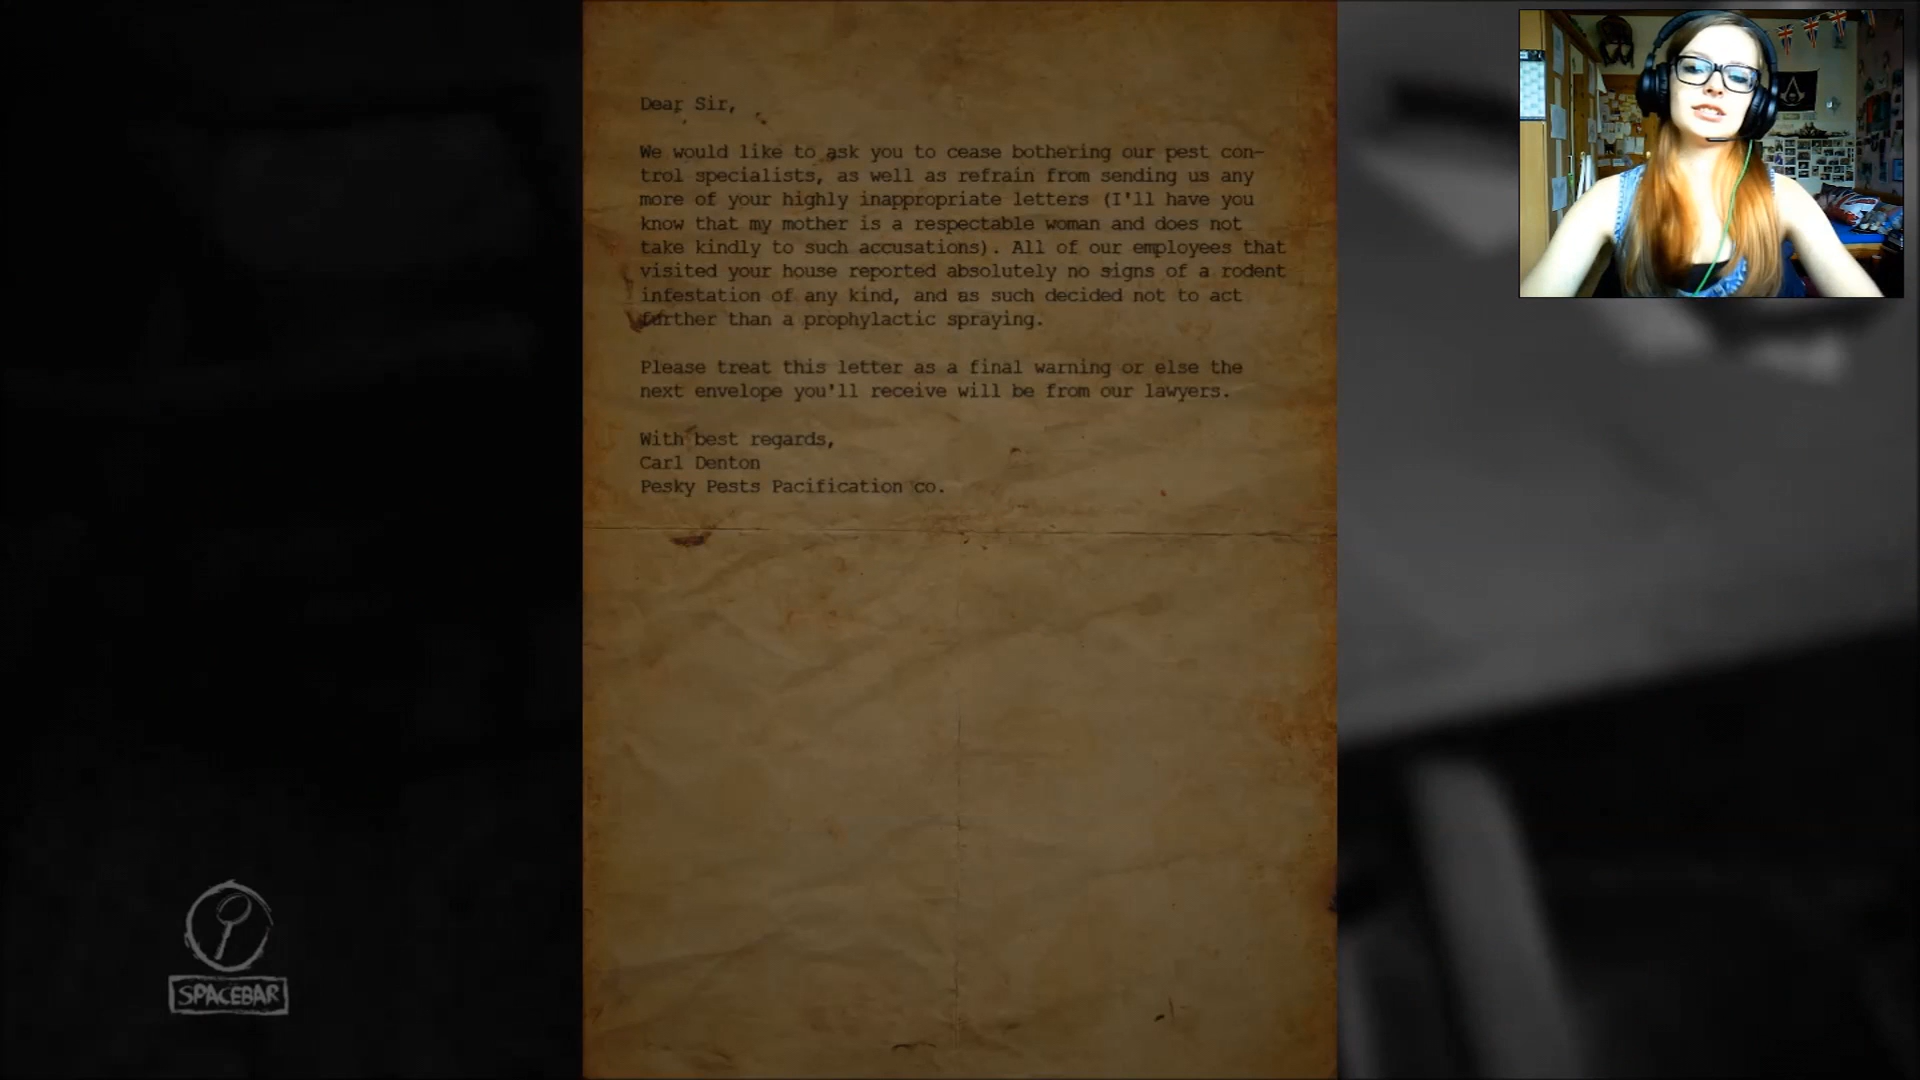 Dear Sir,
We would like to ask you to cease bothering our pest con-
trol specialists, as well as refrain from sending us any
more of your highly inappropriate letters (I'll have you
know that my mother is a respectable woman and does not
take kindly to such accusations). All of our employees that
visited your house reported absolutely no signs of a rodent
infestation of any kind, and as such decided not to act
further than a prophylactic spraying.
Please treat this letter as a final warning or else the
next envelope you'll receive will be from our lawyers.
With best regards,
Carl Denton
Pesky Pests Pacification co.
SPACEBAR